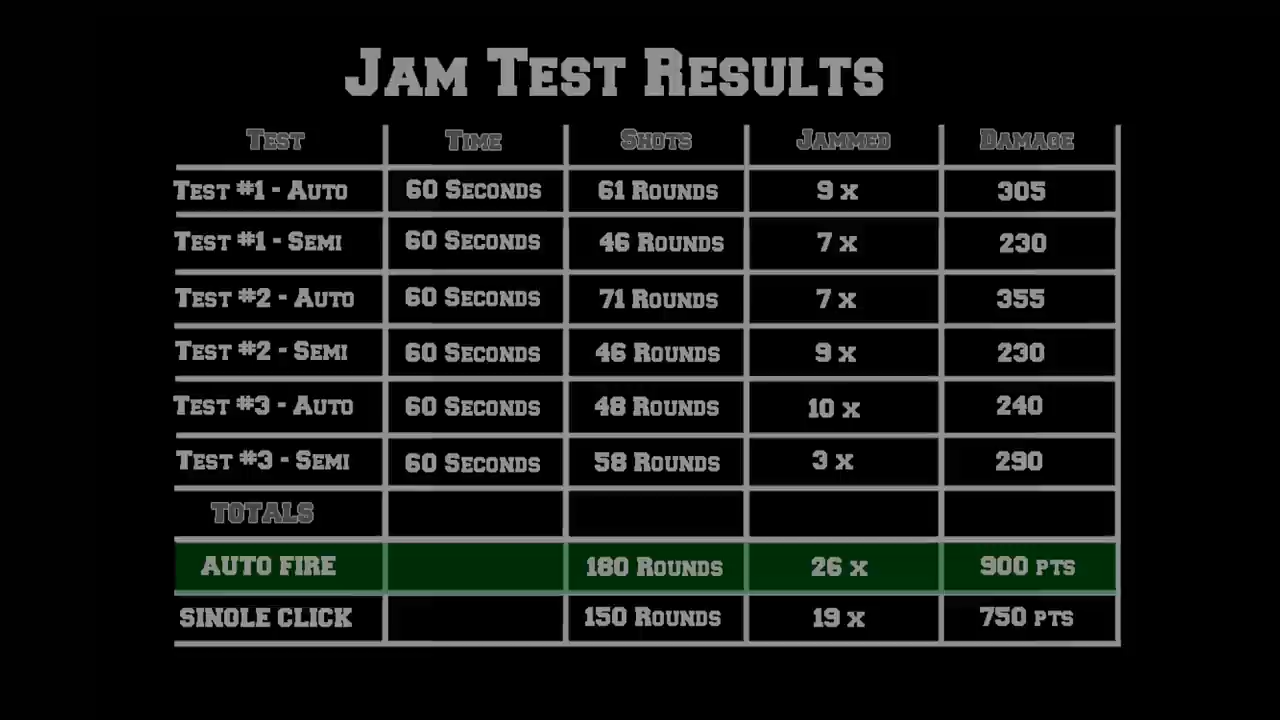 Jam Test Results
Test Time Shots Jammed Damage
Test #1 - Auto 60 Seconds 61 Rounds 9 x 305
Test #1 - Semi 60 Seconds 46 Rounds 7 x 230
Test #2 - Auto 60 Seconds 71 Rounds 7 x 355
Test #2 - Semi 60 Seconds 46 Rounds 9 x 230
Test #3 - Auto 60 Seconds 48 Rounds 10 x 240
Test #3 - Semi 60 Seconds 58 Rounds 3 x 290
TOTALS
AUTO FIRE 180 Rounds 26 x 900 pts
SINGLE CLICK 150 Rounds 19 x 750 pts